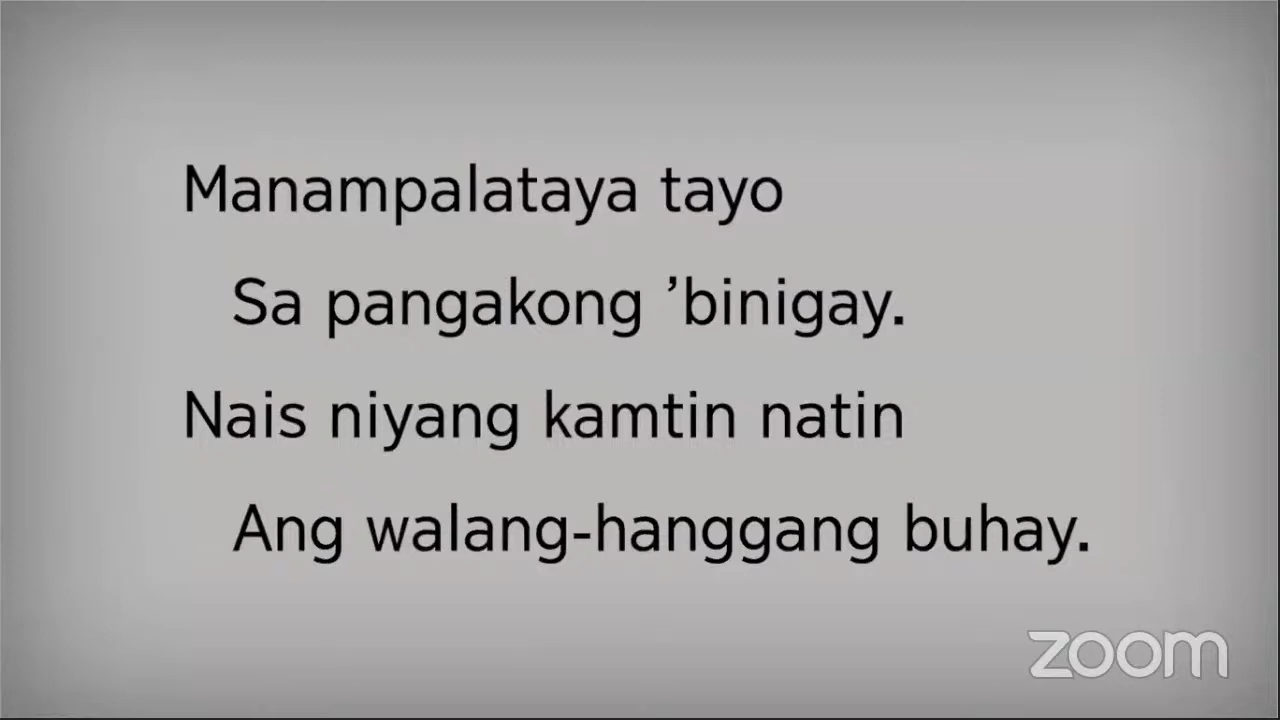 Manampalataya tayo
Sa pangakong ’binigay.
Nais niyang kamtin natin
Ang walang-hanggang buhay.
zoom